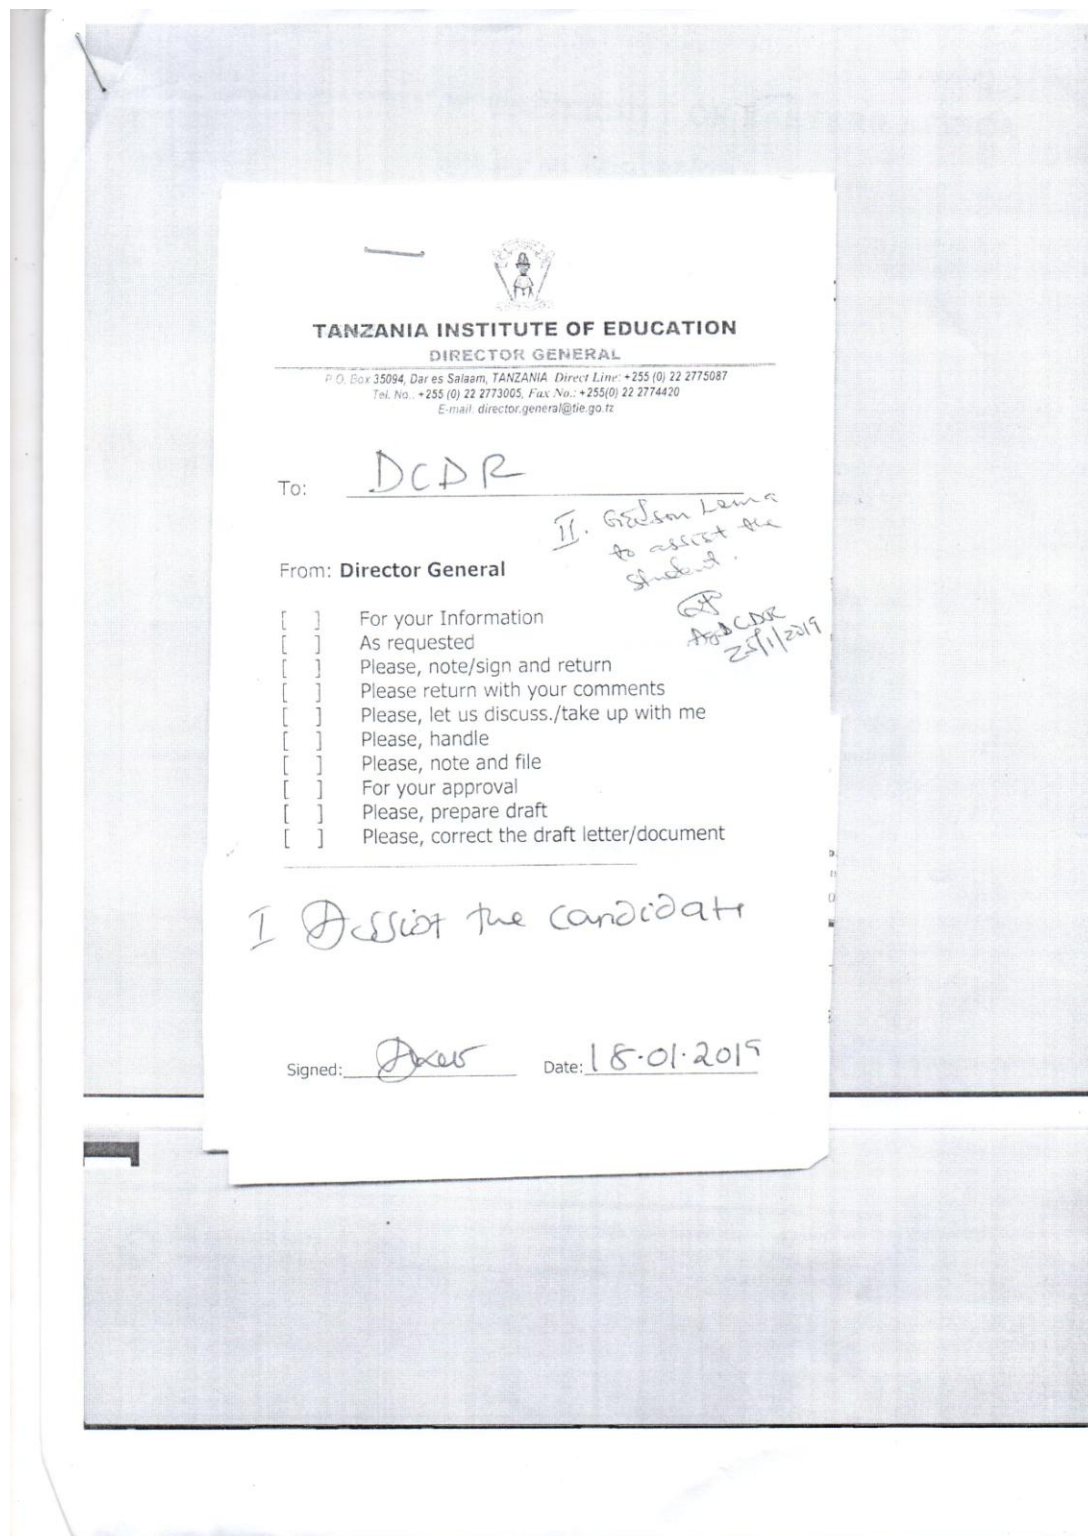 TANZANIA INSTITUTE OF EDUCATION
DIRECTOR GENERAL
P.O. Box 35094, Dar es Salaam, TANZANIA Direct Line: +255 (0) 22 2775087
Tel. No.: +255 (0) 22 2773005, Fax No.: +255(0) 22 2774420
E-mail: director.general@tie.go.tz
To: DCDR
II. Lema
to assist the
student.
25/1/2019
From: Director General
[ ] For your Information
[ ] As requested
[ ] Please, note/sign and return
[ ] Please return with your comments
[ ] Please, let us discuss./take up with me
[ ] Please, handle
[ ] Please, note and file
[ ] For your approval
[ ] Please, prepare draft
[ ] Please, correct the draft letter/document
I Assist the candidate
Signed: Date: 18.01.2019